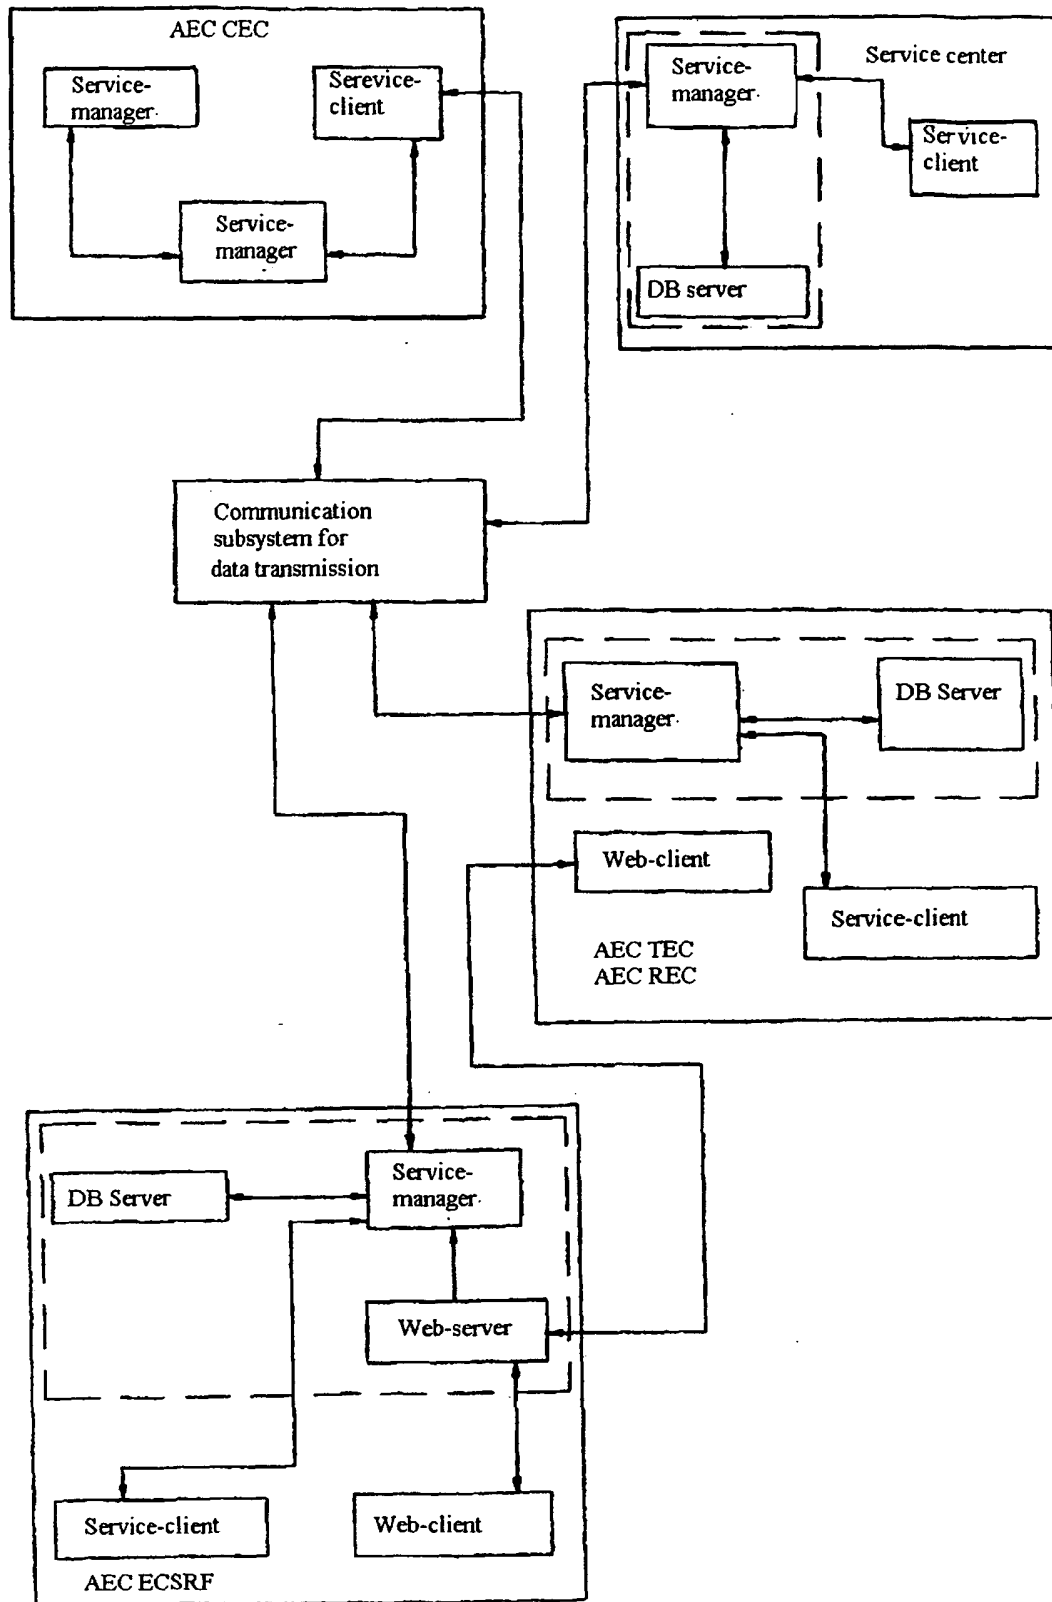 AEC CEC
Service-
manager
Sereviceclient-
client
Service-
manager
Service center
Service-
manager
Service-
client
DB server
Communication
subsystem for
data transmission
Service-
manager
DB Server
Web-client
Service-client
AEC TEC
AEC REC
DB Server
Service-
manager
Web-server
Service-client
Web-client
AEC ECSRF